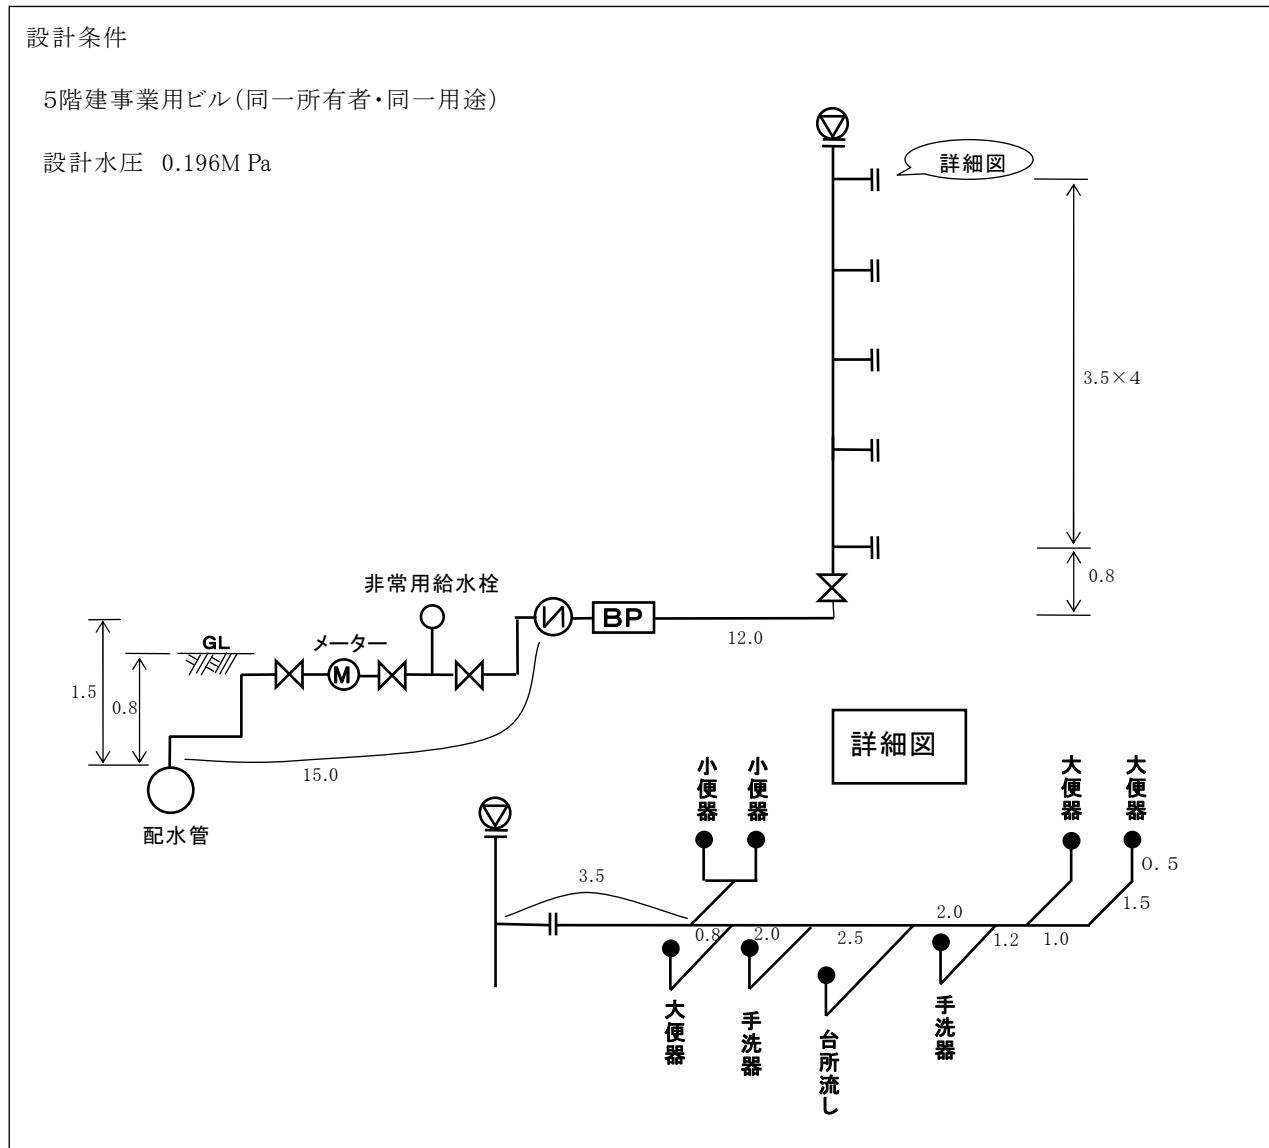 設計条件
5階建事業用ビル(同一所有者・同一用途)
設計水圧 0.196M Pa
詳細図
3.5×4
0.8
非常用給水栓
BP
12.0
GL
メーター
M
1.5
0.8
15.0
配水管
詳細図
小便器
小便器
大便器
大便器
0.5
1.5
3.5
0.8
2.0
2.5
2.0
1.2
1.0
大便器
手洗器
台所流し
手洗器